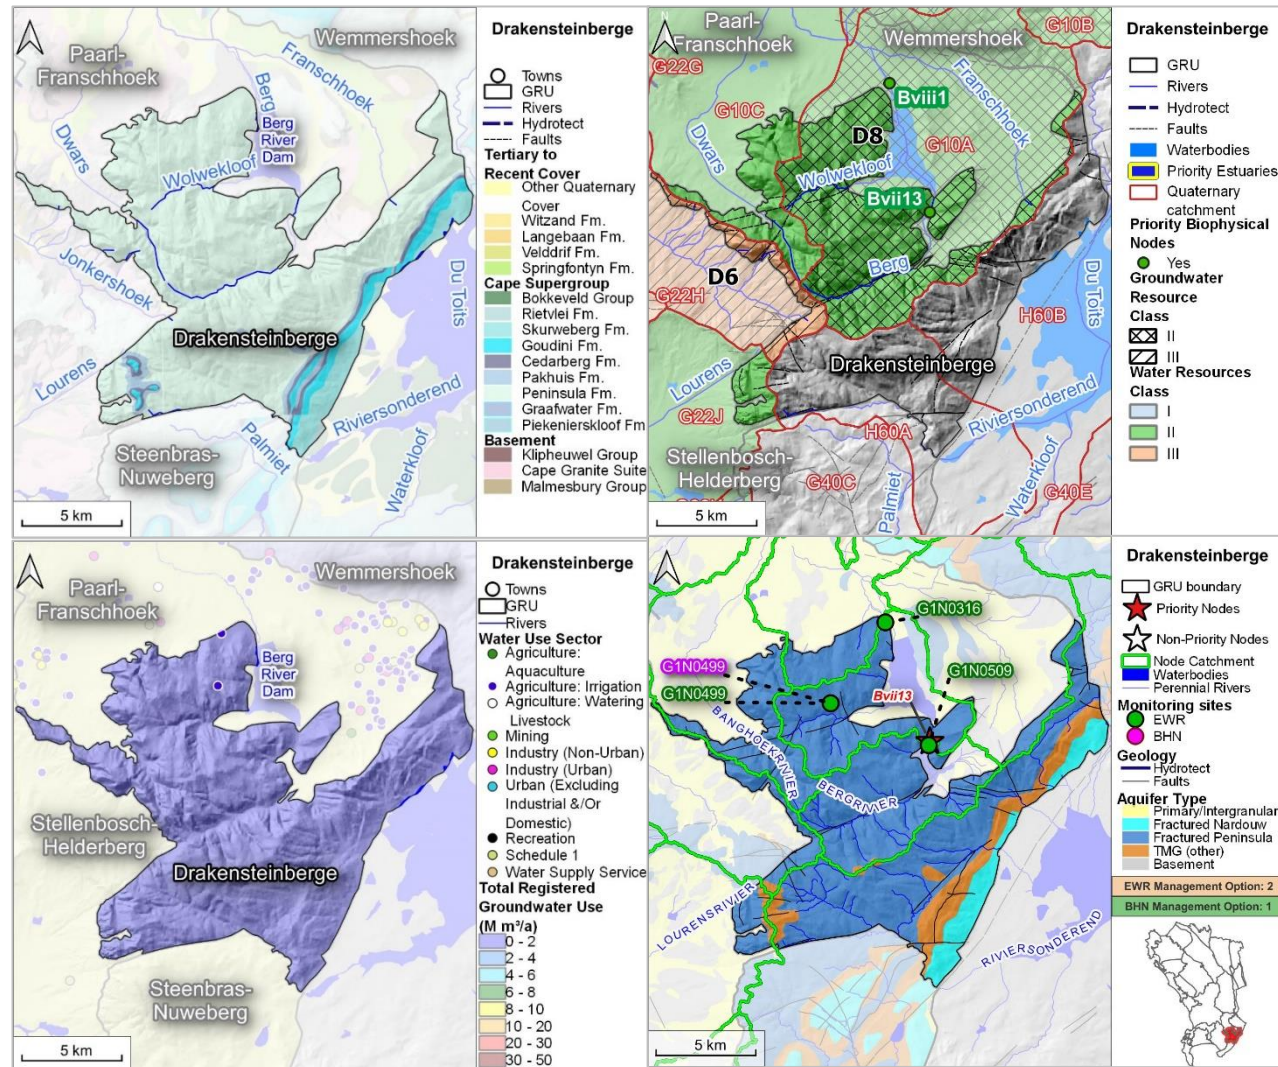 Drakensteinberge
Wemmershoek
Paarl-
Franschhoek
Franschhoek
Berg
Berg
River
Dam
Dwars
Wolwekloof
Jonkershoek
Du Toits
Drakensteinberge
Lourens
Riviersonderend
Palmiet
Steenbras-
Nuweberg
Waterkloof
5 km
Towns
GRU
Rivers
Hydrotect
Faults
Tertiary to
Recent Cover
Other Quaternary
Cover
Witzand Fm.
Langebaan Fm.
Velddrif Fm.
Springfontyn Fm.
Cape Supergroup
Bokkeveld Group
Rietvlei Fm.
Skurweberg Fm.
Goudini Fm.
Cedarberg Fm.
Pakhuis Fm.
Peninsula Fm.
Graafwater Fm.
Piekenierskloof Fm
Basement
Klipheuwel Group
Cape Granite Suite
Malmesbury Group
Drakensteinberge
N
Paarl-
Franschhoek
Wemmershoek
G10B
G22G
G10C
Bviii1
Franschhoek
D8
G10A
Dwars
Wolwekloof
Bvii13
D6
Berg
G22H
Du Toits
H60B
Drakensteinberge
Lourens
Riviersonderend
G22J
H60A
Stellenbosch-
Helderberg
G40C
Palmiet
Waterkloof
G40E
5 km
GRU
Rivers
Hydrotect
Faults
Waterbodies
Priority Estuaries
Quaternary
catchment
Priority Biophysical
Nodes
Yes
Groundwater
Resource
Class
II
III
Water Resources
Class
I
II
III
Drakensteinberge
Paarl-
Franschhoek
Wemmershoek
Berg
River
Dam
Stellenbosch-
Helderberg
Drakensteinberge
Steenbras-
Nuweberg
5 km
Towns
GRU
Rivers
Water Use Sector
Agriculture:
Aquaculture
Agriculture: Irrigation
Agriculture: Watering
Livestock
Mining
Industry (Non-Urban)
Industry (Urban)
Urban (Excluding
Industrial &/Or
Domestic)
Recreation
Schedule 1
Water Supply Service
Total Registered
Groundwater Use
(M m³/a)
0 - 2
2 - 4
4 - 6
6 - 8
8 - 10
10 - 20
20 - 30
30 - 50
Drakensteinberge
G1N0316
G1N0499
G1N0499
G1N0509
Bvii13
BANGHOEKRIVIER
BERGRIVIER
LOURENSRIVIER
RIVIERSONDEREND
5 km
GRU boundary
Priority Nodes
Non-Priority Nodes
Node Catchment
Waterbodies
Perennial Rivers
Monitoring sites
EWR
BHN
Geology
Hydrotect
Faults
Aquifer Type
Primary/Intergranular
Fractured Nardouw
Fractured Peninsula
TMG (other)
Basement
EWR Management Option: 2
BHN Management Option: 1